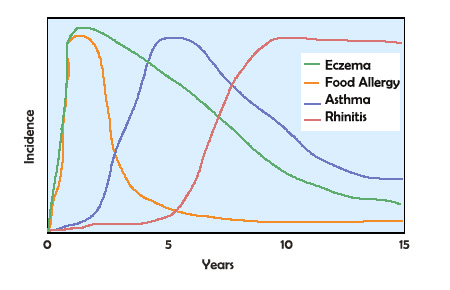 Incidence
Eczema
Food Allergy
Asthma
Rhinitis
0
5
10
15
Years